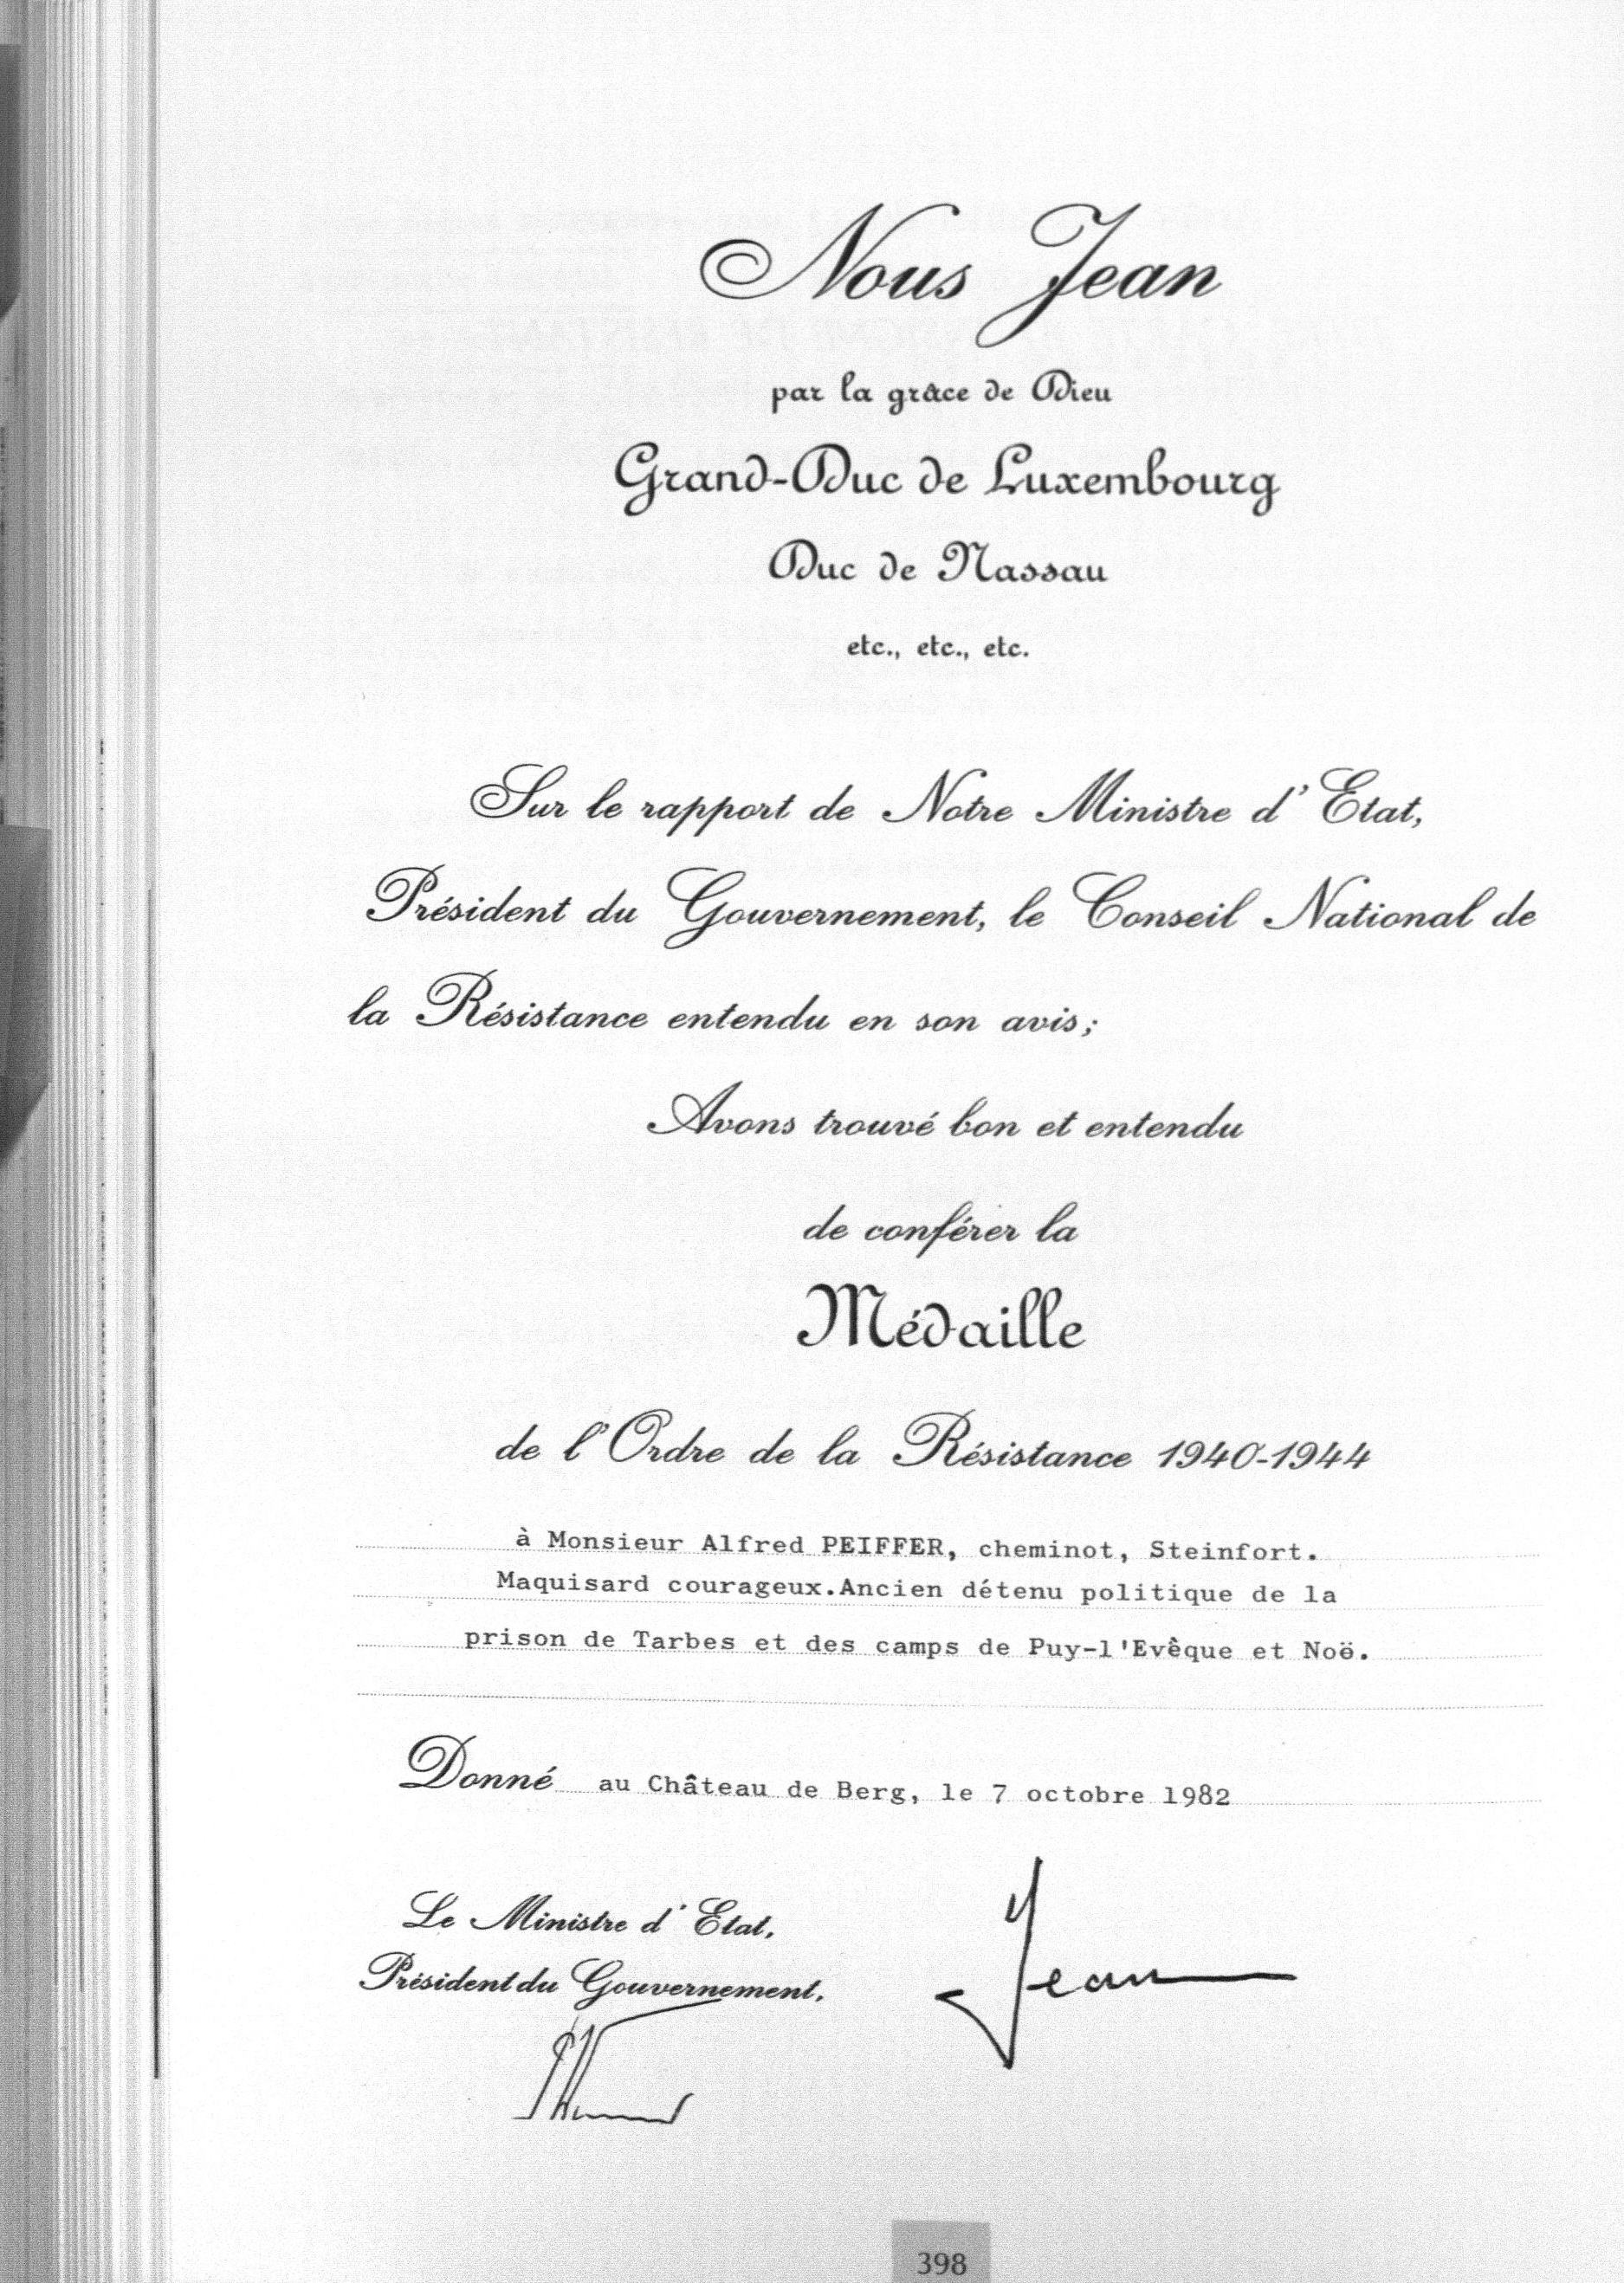 Nous Jean
par la grâce de Dieu
Grand-Duc de Luxembourg
Duc de Nassau
etc., etc., etc.
Sur le rapport de Notre Ministre d'Etat,
Président du Gouvernement, le Conseil National de
la Résistance entendu en son avis;
Avons trouvé bon et entendu
de conférer la
Médaille
de l'Ordre de la Résistance 1940-1944
à Monsieur Alfred PEIFFER, cheminot, Steinfort.
Maquisard courageux.Ancien détenu politique de la
prison de Tarbes et des camps de Puy-l'Evêque et Noë.
Donné au Château de Berg, le 7 octobre 1982
Le Ministre d'Etat,
Président du Gouvernement,
Jean
398